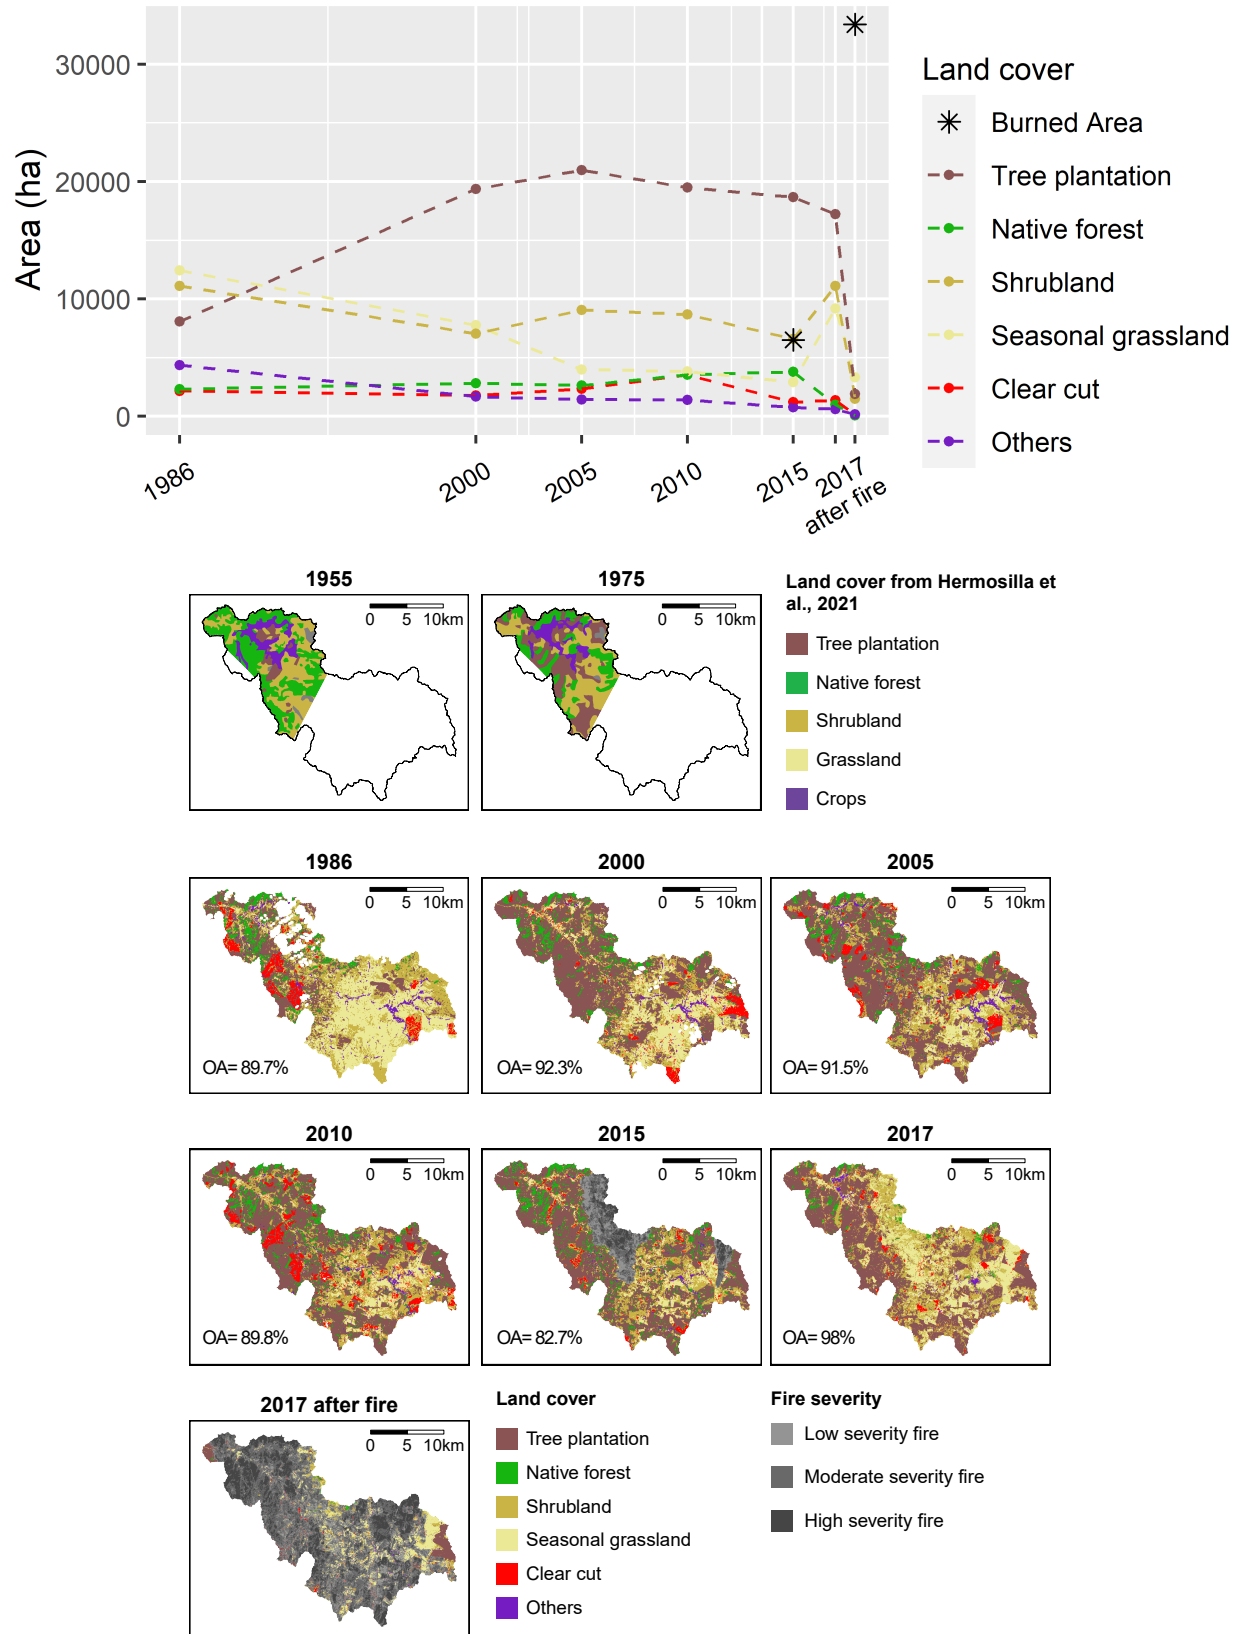 Area (ha)
30000
20000
10000
0
1986
2000
2005
2010
2015
2017
after fire
Land cover
Burned Area
Tree plantation
Native forest
Shrubland
Seasonal grassland
Clear cut
Others
1955
0 5 10km
1975
0 5 10km
Land cover from Hermosilla et
al., 2021
Tree plantation
Native forest
Shrubland
Grassland
Crops
1986
0 5 10km
OA= 89.7%
2000
0 5 10km
OA= 92.3%
2005
0 5 10km
OA= 91.5%
2010
0 5 10km
OA= 89.8%
2015
0 5 10km
OA= 82.7%
2017
0 5 10km
OA= 98%
2017 after fire
0 5 10km
Land cover
Tree plantation
Native forest
Shrubland
Seasonal grassland
Clear cut
Others
Fire severity
Low severity fire
Moderate severity fire
High severity fire